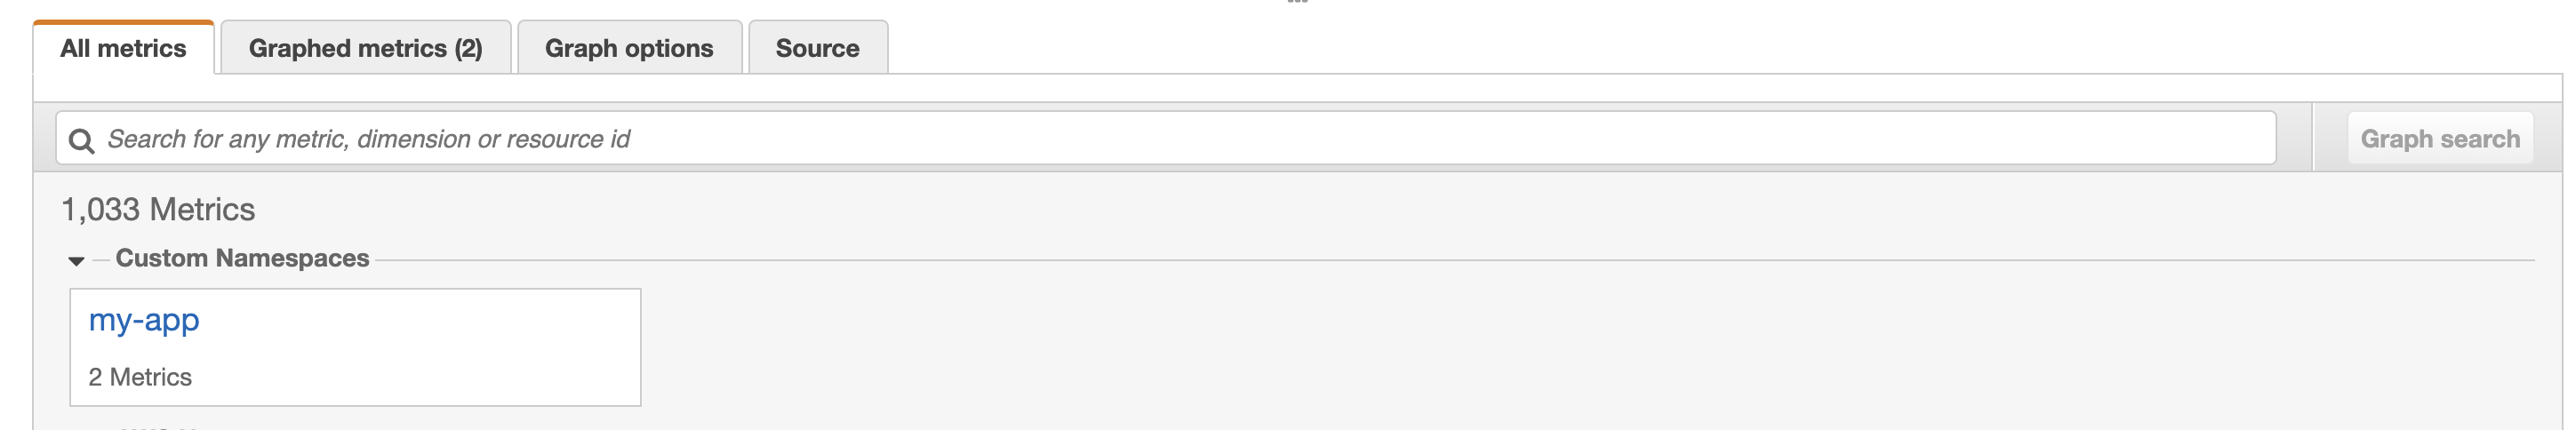 All metrics
Graphed metrics (2)
Graph options
Source
Search for any metric, dimension or resource id
Graph search
1,033 Metrics
Custom Namespaces
my-app
2 Metrics